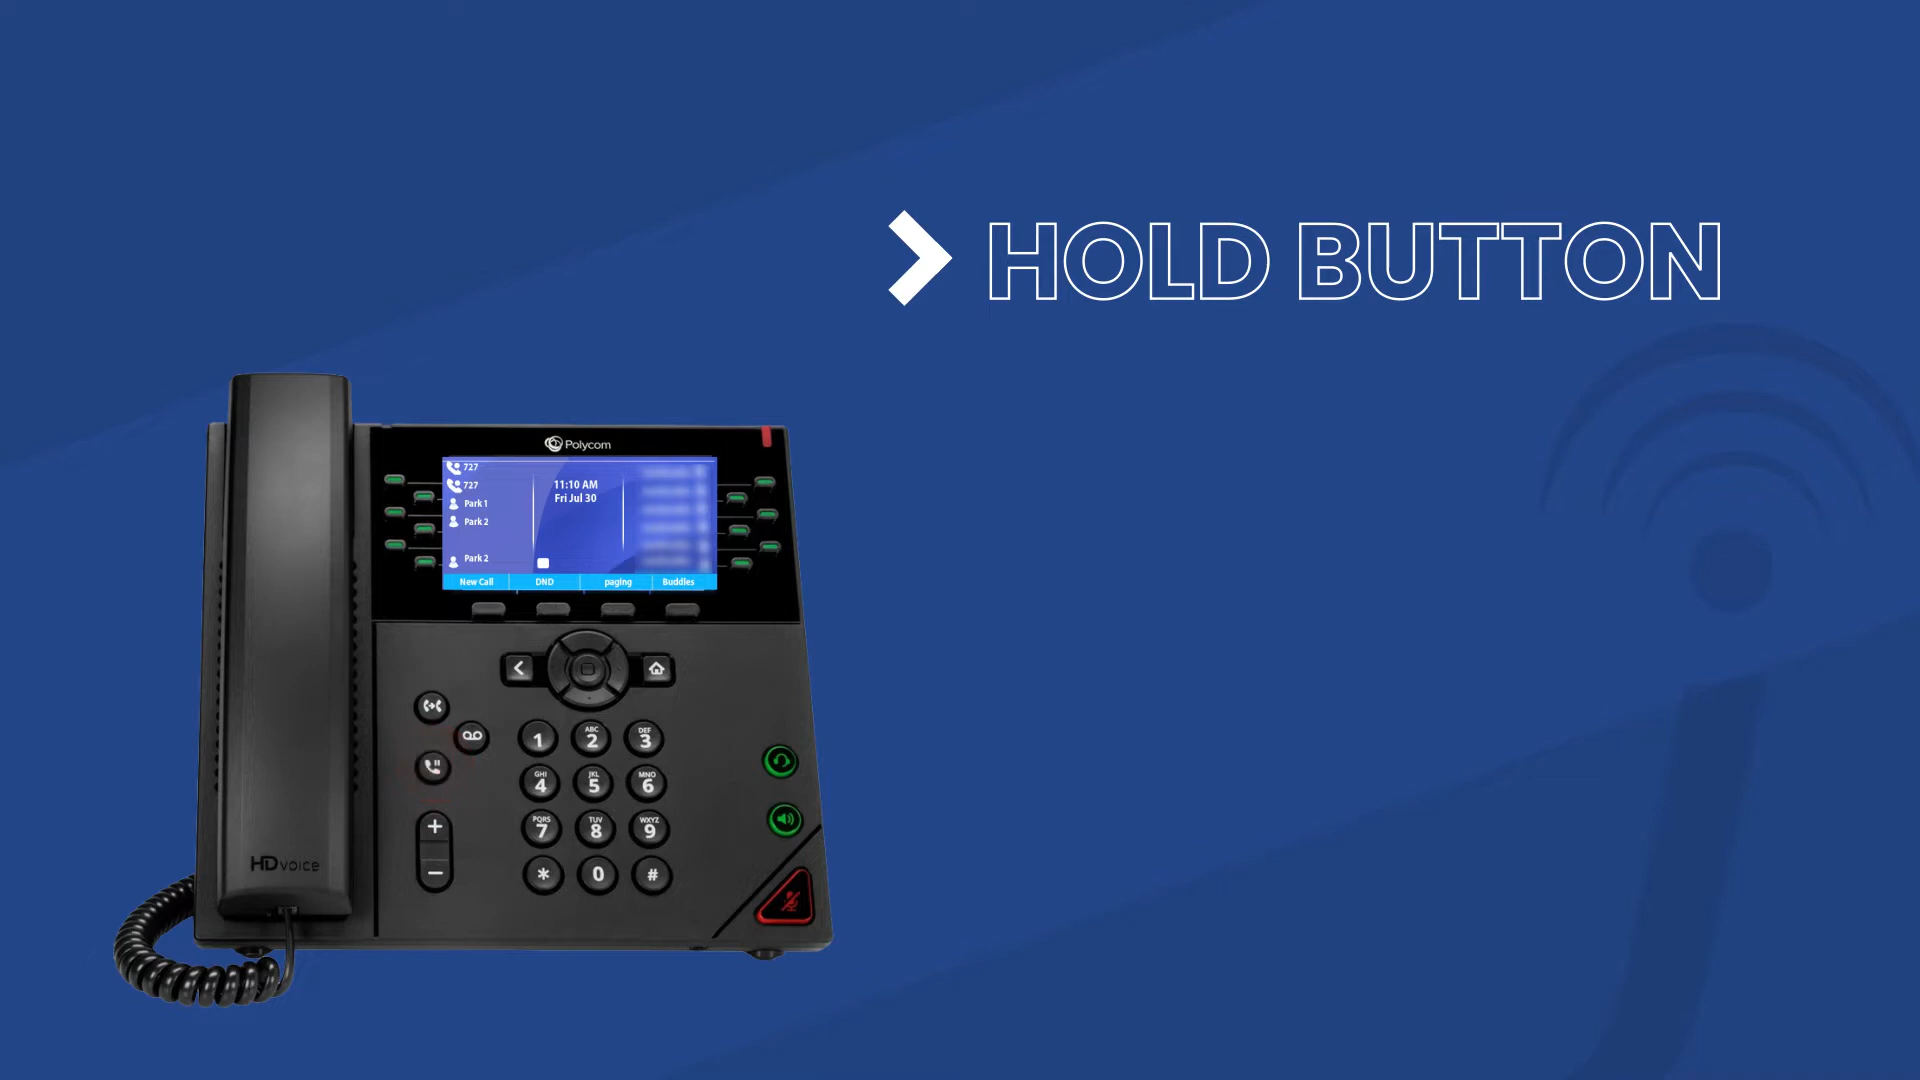 HOLD BUTTON
Polycom
727
727
Park 1
Park 2
Park 2
11:10 AM
Fri Jul 30
New Call DND paging Buddies
1 ABC 2 DEF 3
GHI 4 JKL 5 MNO 6
PQRS 7 TUV 8 WXYZ 9
* 0 #
+
−
HD voice